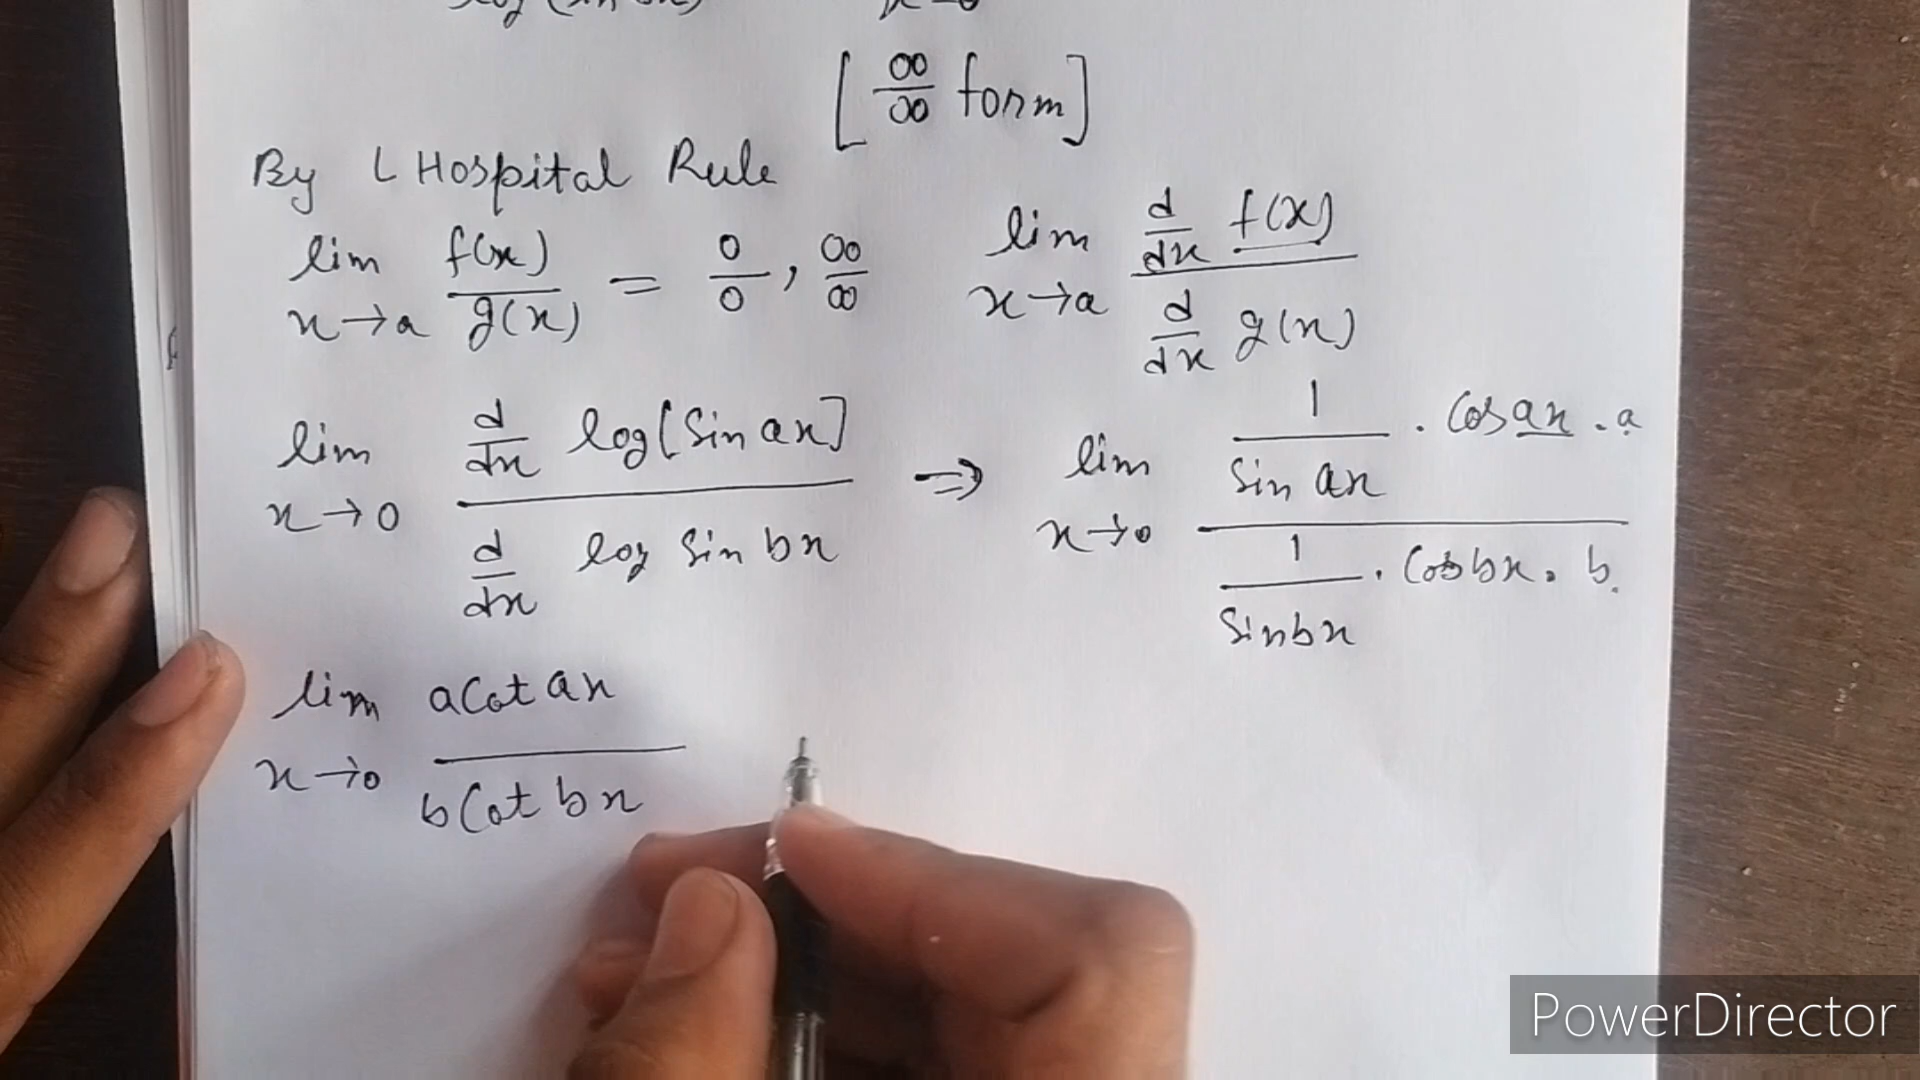 [∞/∞ form]
By L Hospital Rule
lim x→a f(x)/g(x) = 0/0, ∞/∞ lim x→a d/dx f(x) / d/dx g(x)
lim x→0 d/dx log[Sin ax] / d/dx log Sin bx ⇒ lim x→0 1/Sin ax . Cos ax . a / 1/Sin bx . Cos bx . b
lim x→0 a Cot ax / b Cot bx
PowerDirector